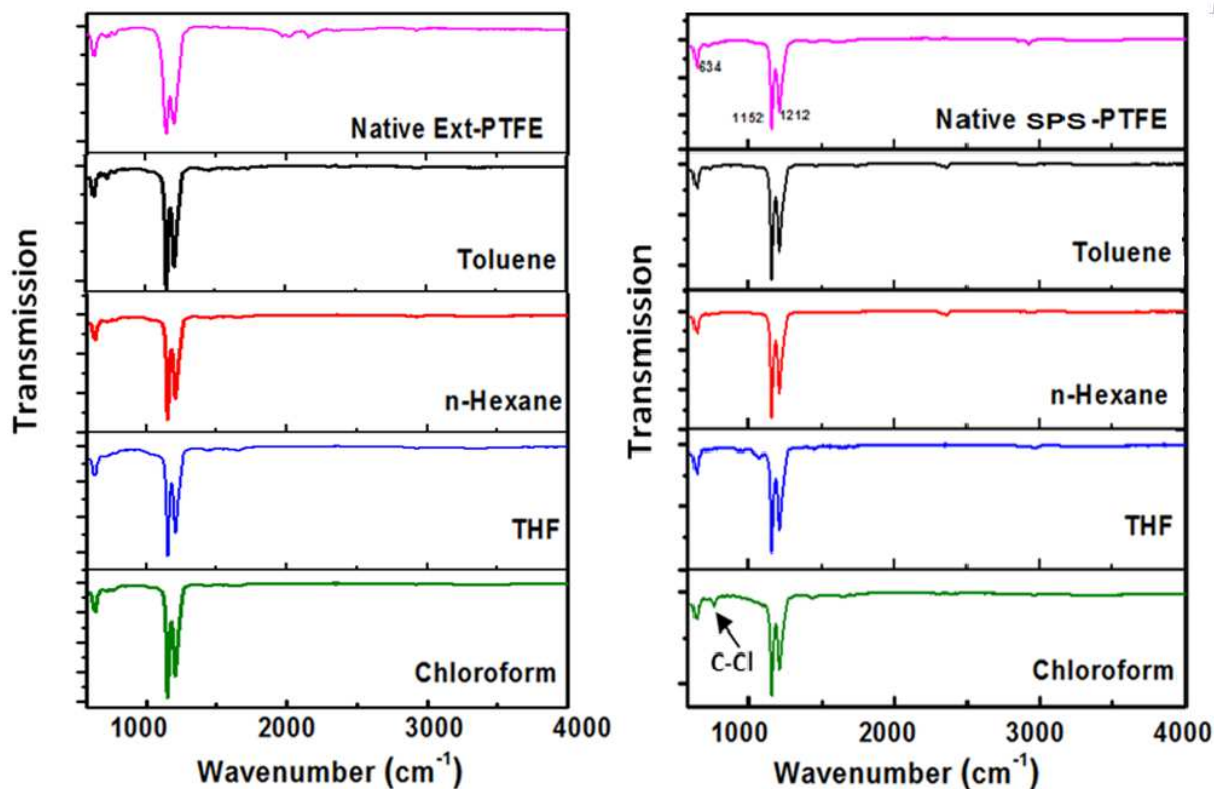 Transmission
Native Ext-PTFE
Toluene
n-Hexane
THF
Chloroform
1000 2000 3000 4000
Wavenumber (cm⁻¹)
Transmission
634
1152 1212
Native SPS-PTFE
Toluene
n-Hexane
THF
C-Cl
Chloroform
1000 2000 3000 4000
Wavenumber (cm⁻¹)